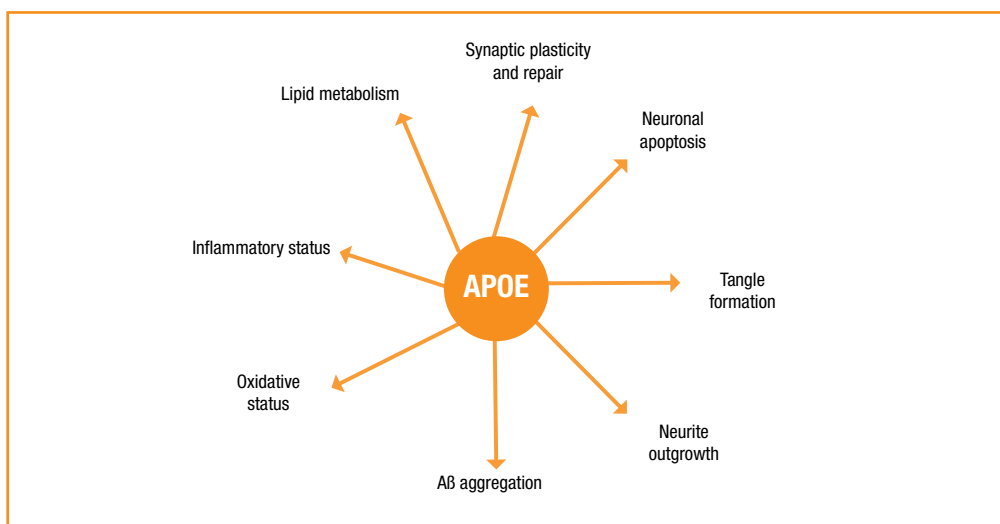 Synaptic plasticity
and repair
Lipid metabolism
Neuronal
apoptosis
Inflammatory status
APOE
Tangle
formation
Oxidative
status
Neurite
outgrowth
Aß aggregation